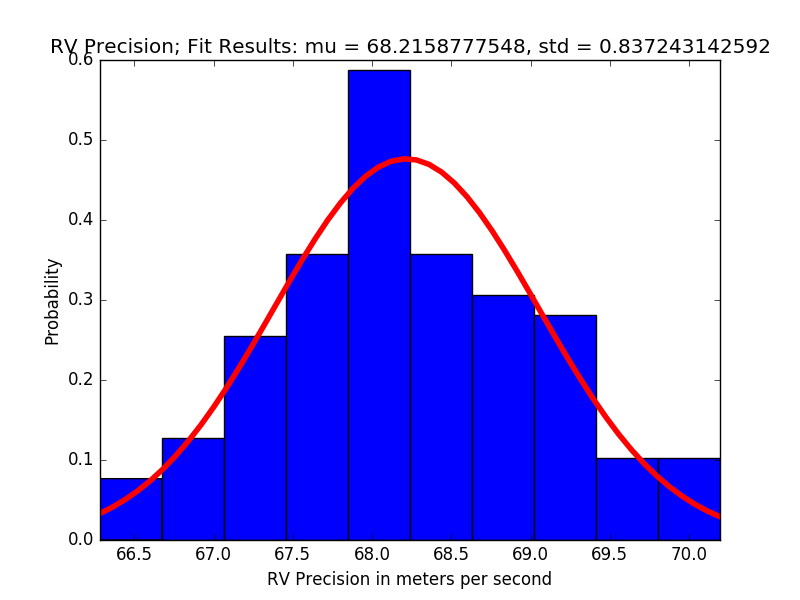 RV Precision; Fit Results: mu = 68.2158777548, std = 0.837243142592
0.6
0.5
0.4
0.3
0.2
0.1
0.0
Probability
66.5 67.0 67.5 68.0 68.5 69.0 69.5 70.0
RV Precision in meters per second